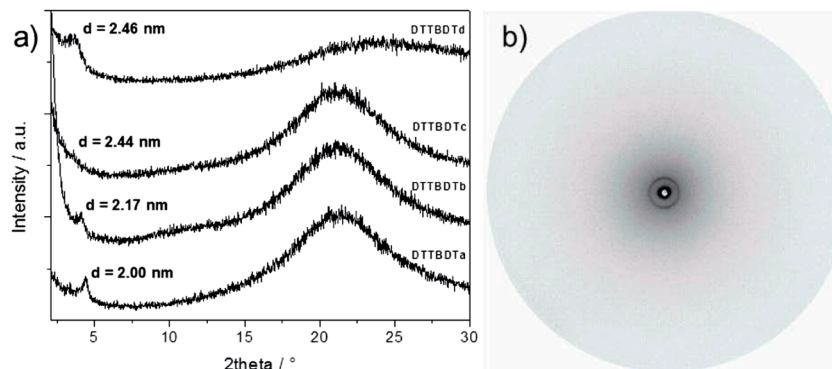 a)
d = 2.46 nm
DTTBDTd
d = 2.44 nm
DTTBDTc
d = 2.17 nm
DTTBDTb
d = 2.00 nm
DTTBDTa
Intensity / a.u.
5 10 15 20 25 30
2theta / °
b)